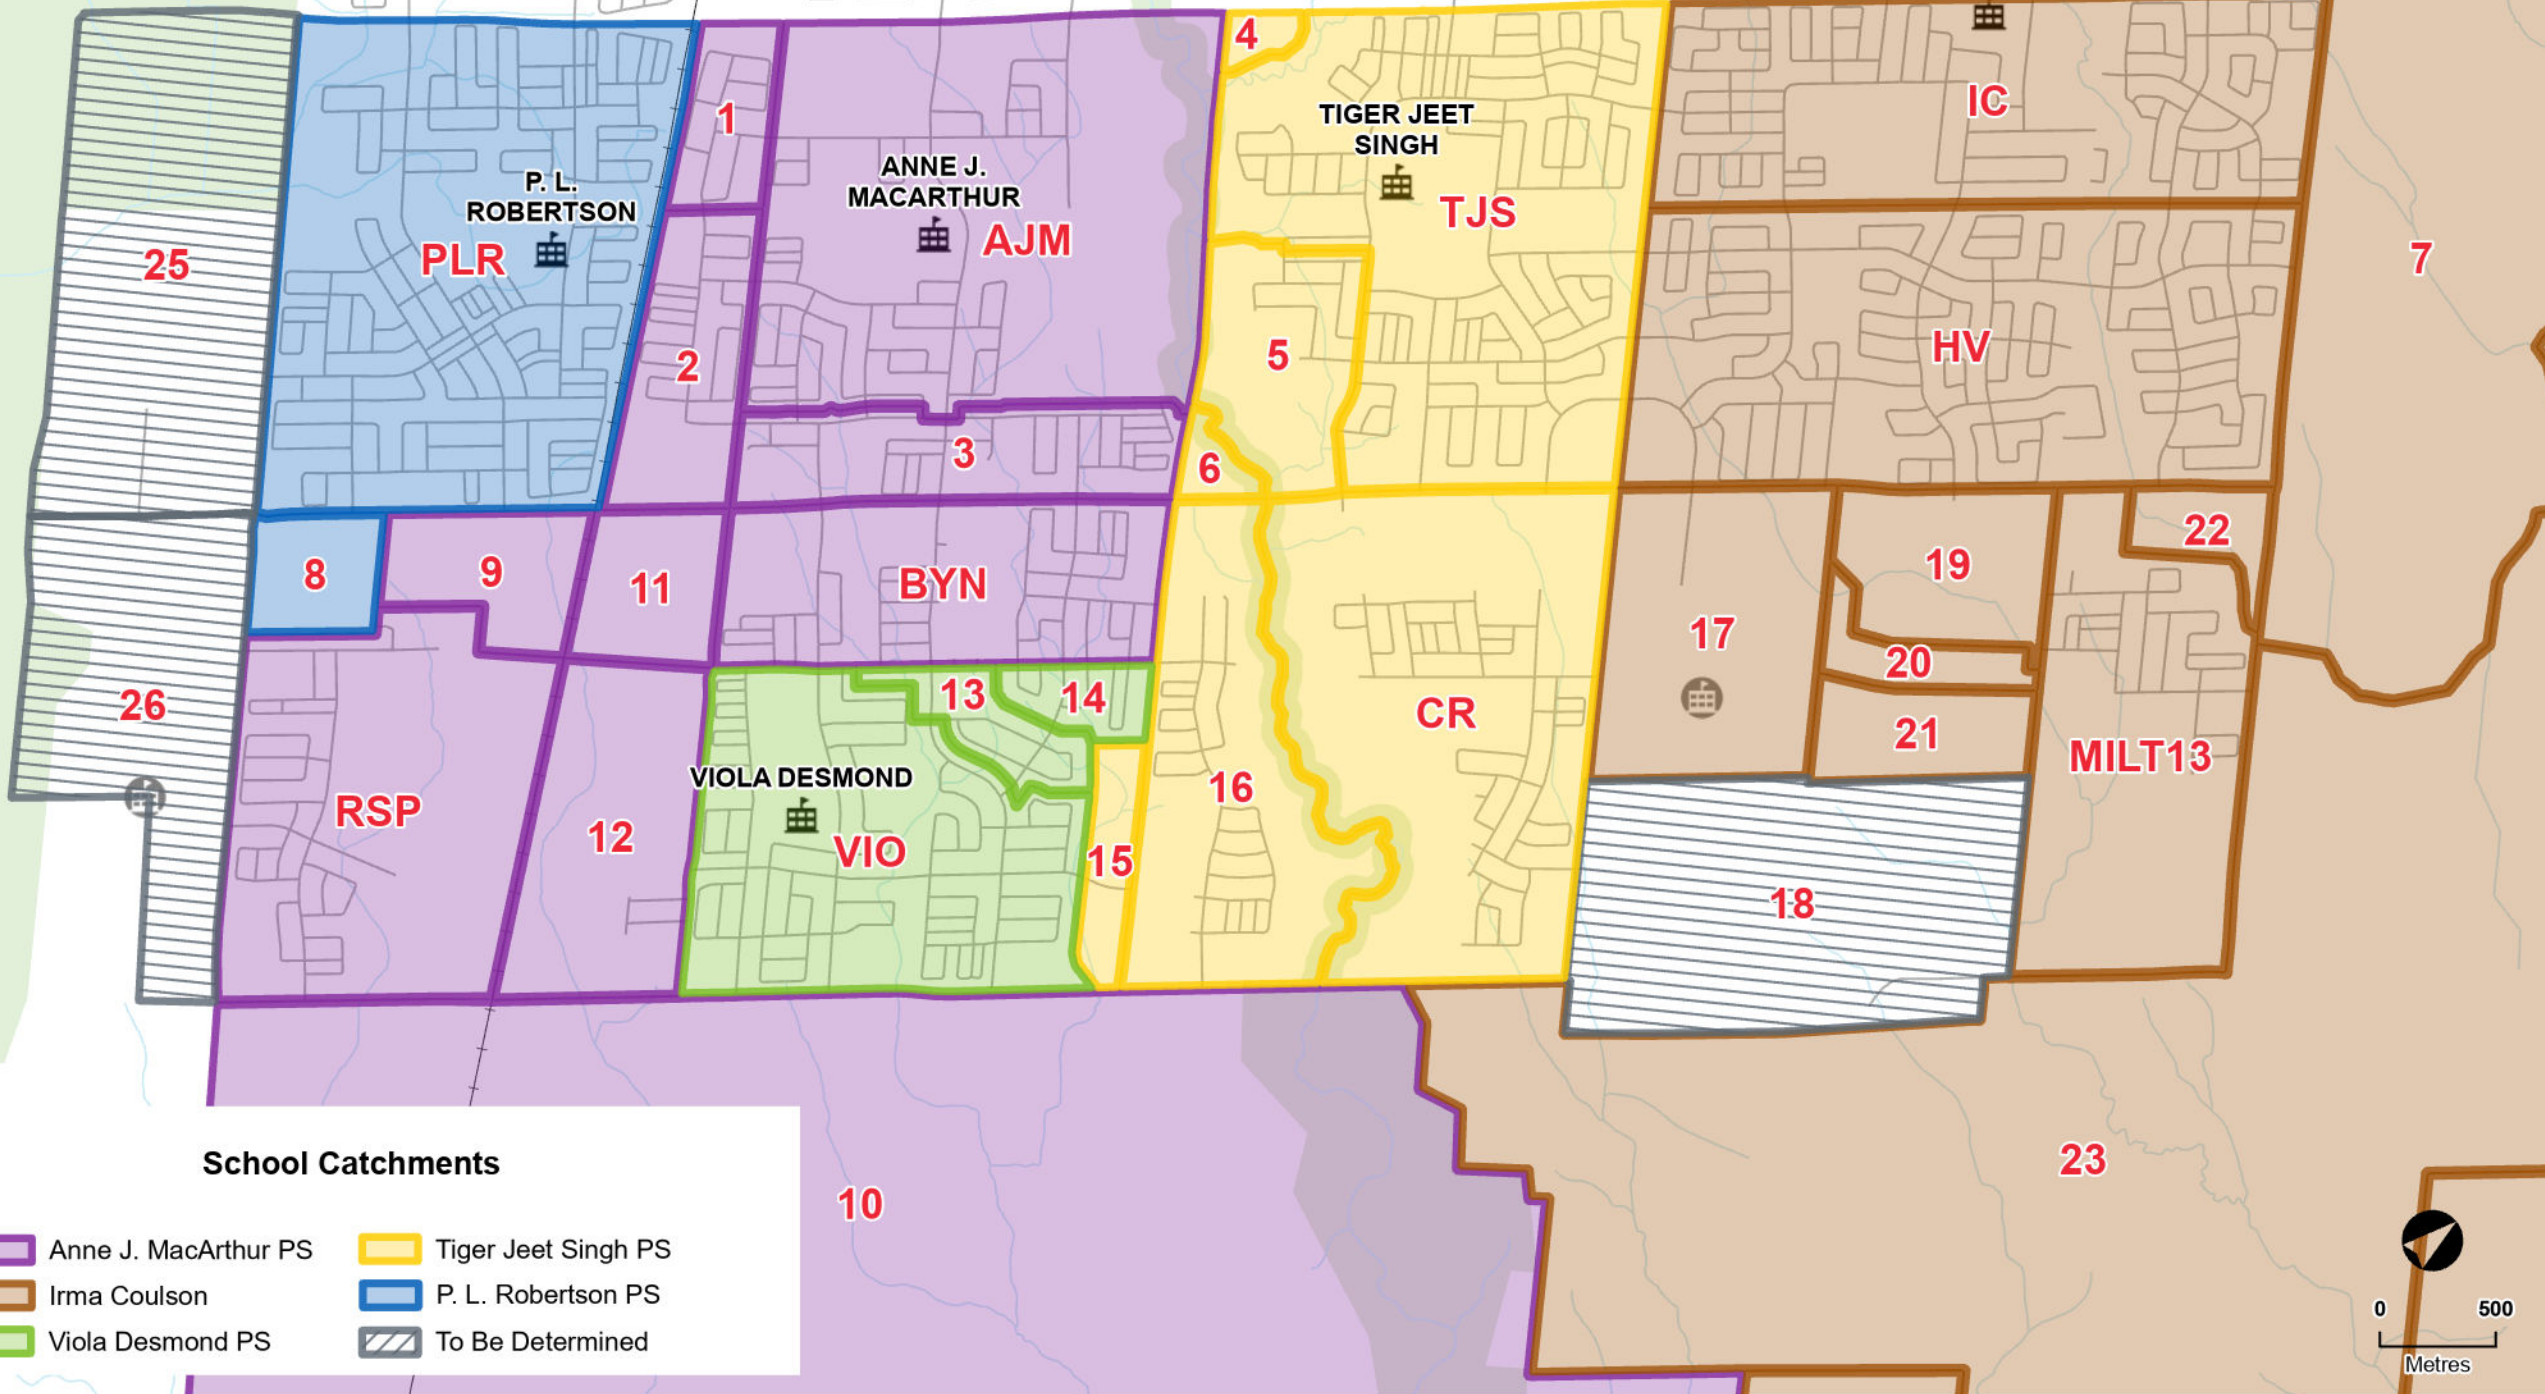 4
IC
1
TIGER JEET
SINGH
ANNE J.
MACARTHUR
P. L.
ROBERTSON
TJS
AJM
PLR
25
7
HV
5
2
3
6
22
19
8
9
11
BYN
17
20
13
14
26
CR
21
MILT13
VIOLA DESMOND
16
RSP
12
VIO
15
18
23
School Catchments
10
Anne J. MacArthur PS
Tiger Jeet Singh PS
Irma Coulson
P. L. Robertson PS
Viola Desmond PS
To Be Determined
0 500
Metres